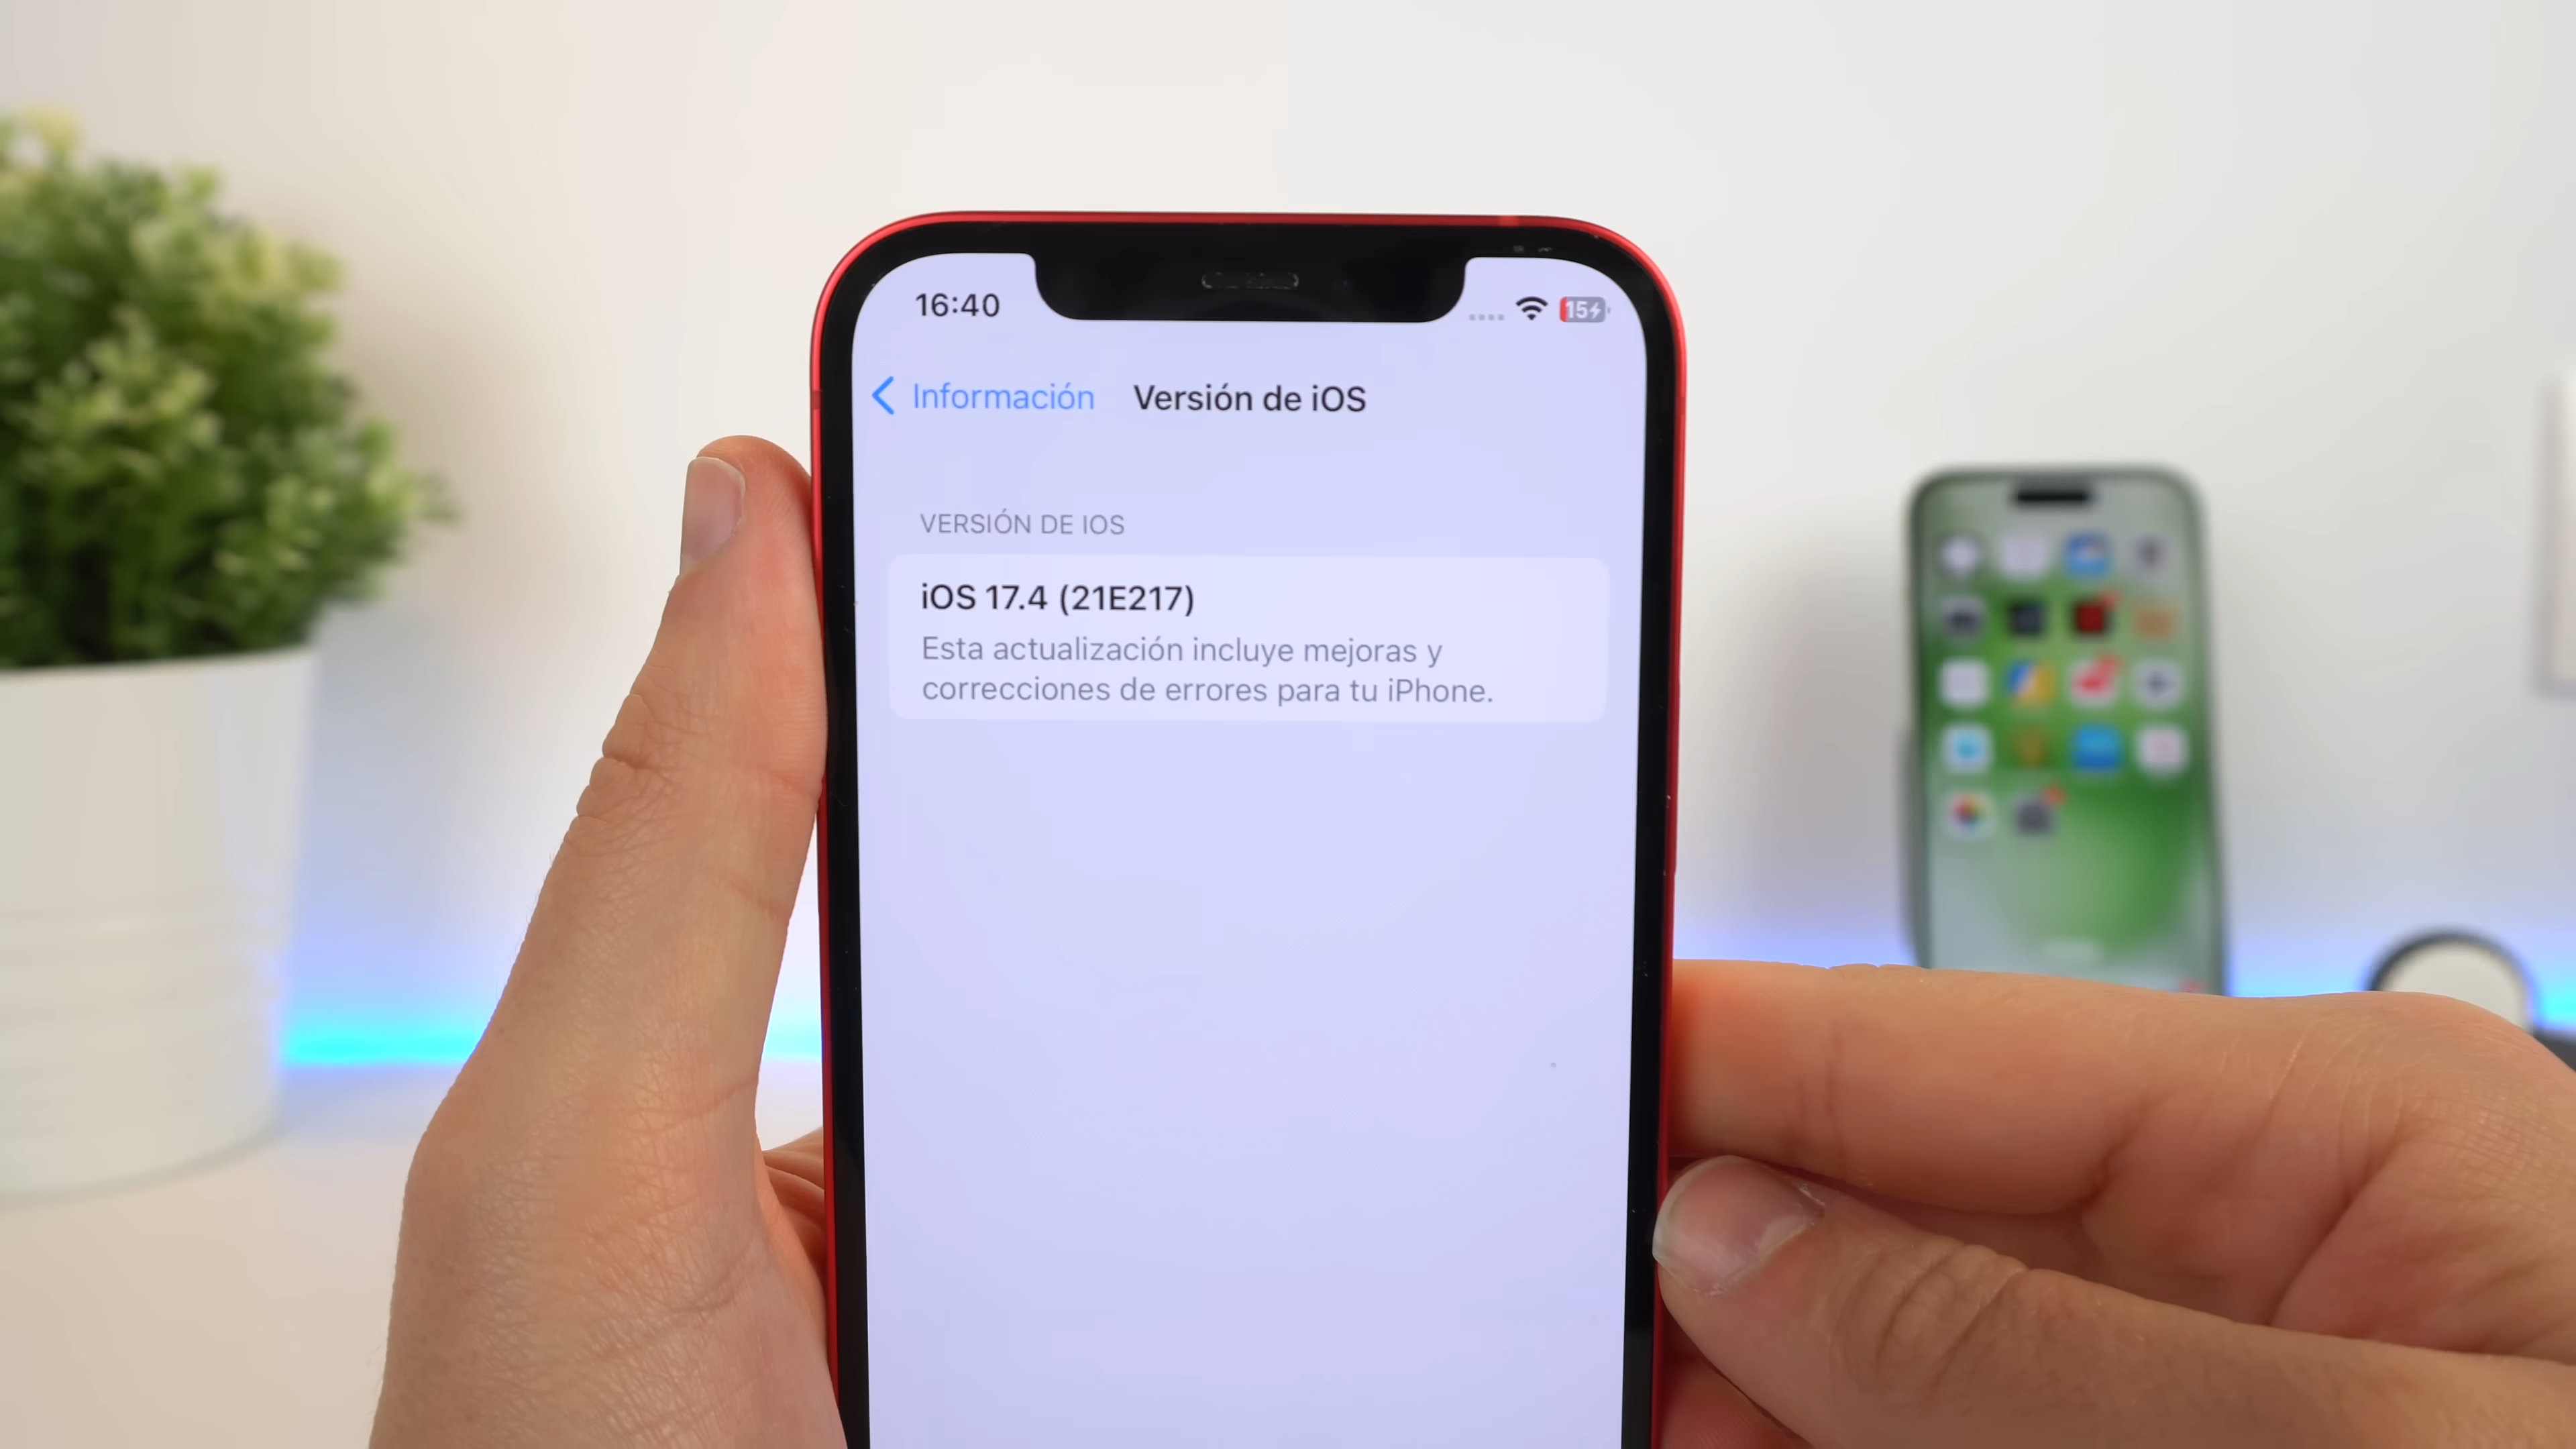 16:40
15
Información Versión de iOS
VERSIÓN DE IOS
iOS 17.4 (21E217)
Esta actualización incluye mejoras y
correcciones de errores para tu iPhone.